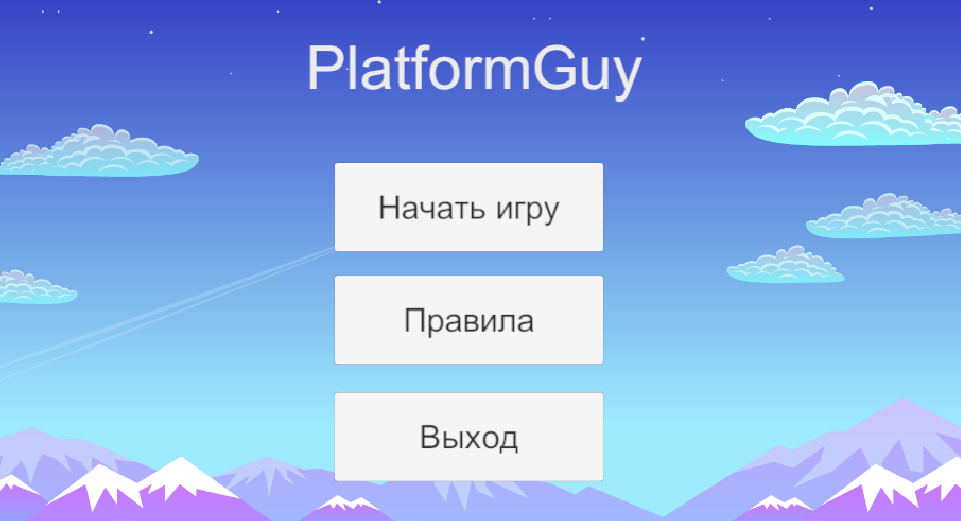 PlatformGuy
Начать игру
Правила
Выход